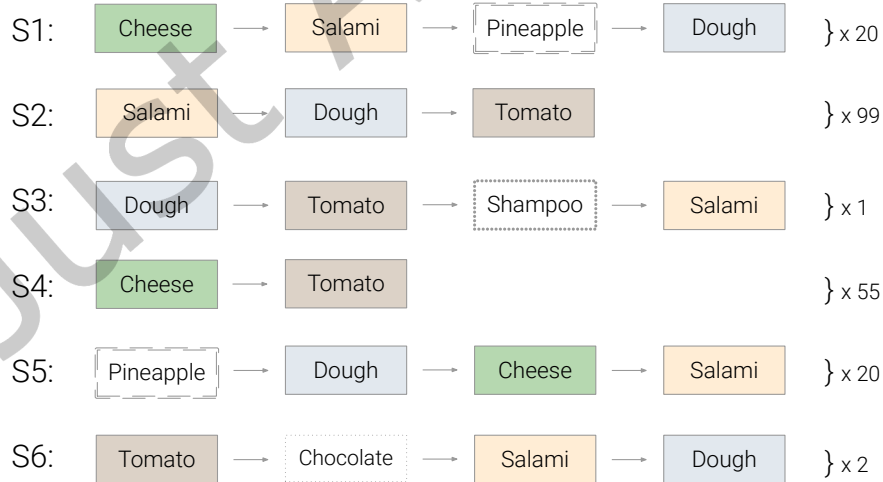 S1: Cheese Salami Pineapple Dough } x 20
S2: Salami Dough Tomato } x 99
S3: Dough Tomato Shampoo Salami } x 1
S4: Cheese Tomato } x 55
S5: Pineapple Dough Cheese Salami } x 20
S6: Tomato Chocolate Salami Dough } x 2
Just A